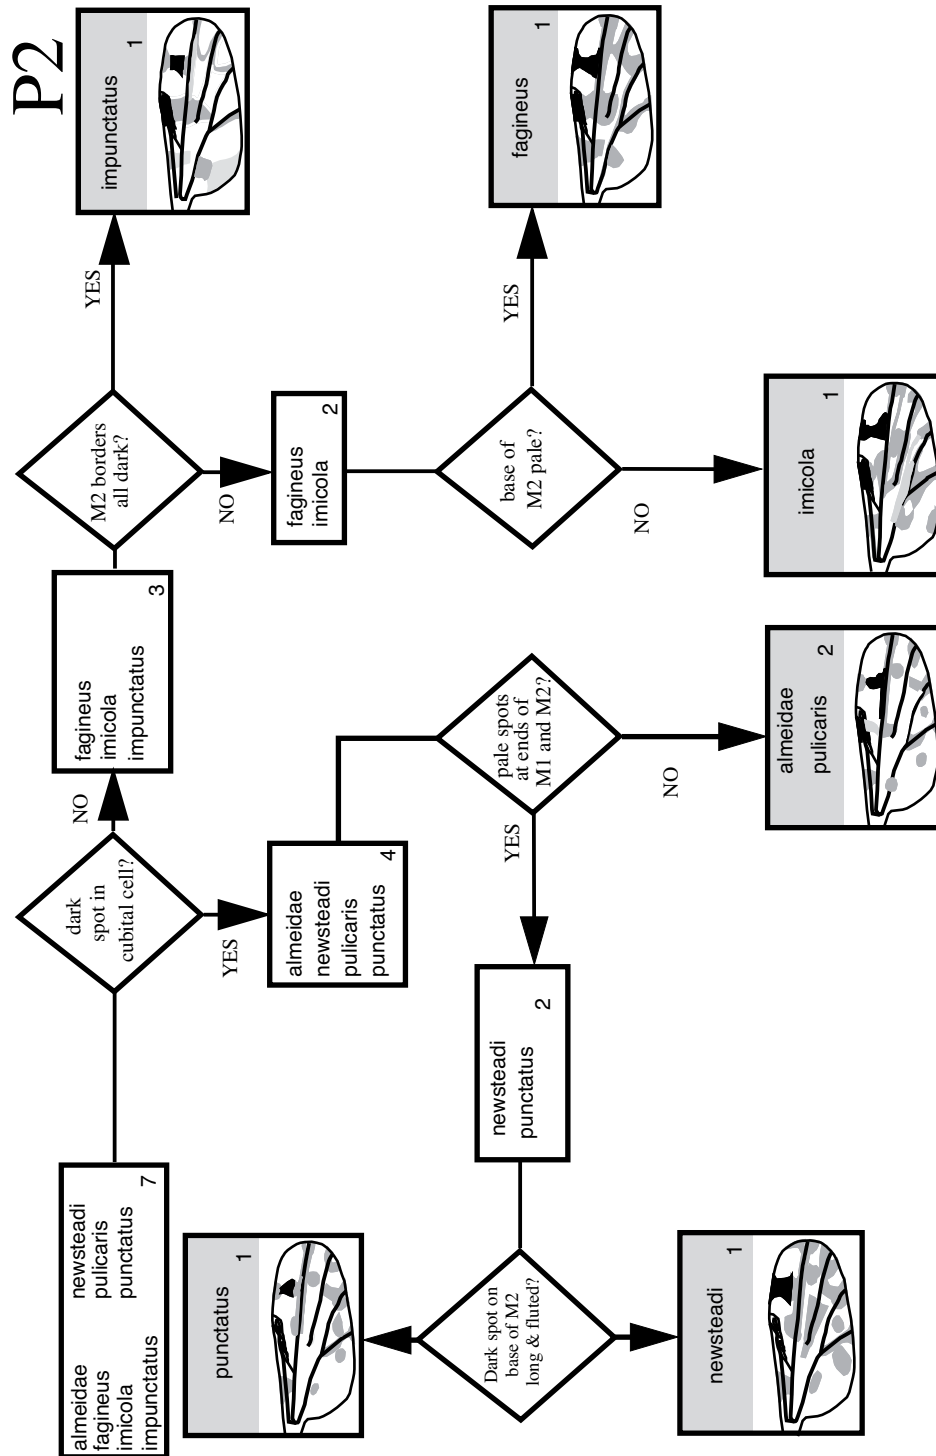 P2
almeidae newsteadi
fagineus pulicaris
imicola punctatus
impunctatus 7
dark
spot in
cubital cell?
NO
fagineus
imicola
impunctatus
3
M2 borders
all dark?
YES
impunctatus
1
NO
fagineus
imicola
2
base of
M2 pale?
YES
fagineus
1
NO
imicola
1
YES
almeidae
newsteadi
pulicaris
punctatus
4
pale spots
at ends of
M1 and M2?
NO
almeidae
pulicaris
2
YES
newsteadi
punctatus
2
Dark spot on
base of M2
long & fluted?
punctatus
1
newsteadi
1